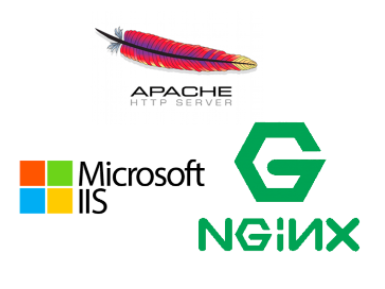 APACHE
HTTP SERVER
Microsoft
IIS
G
NGiNX